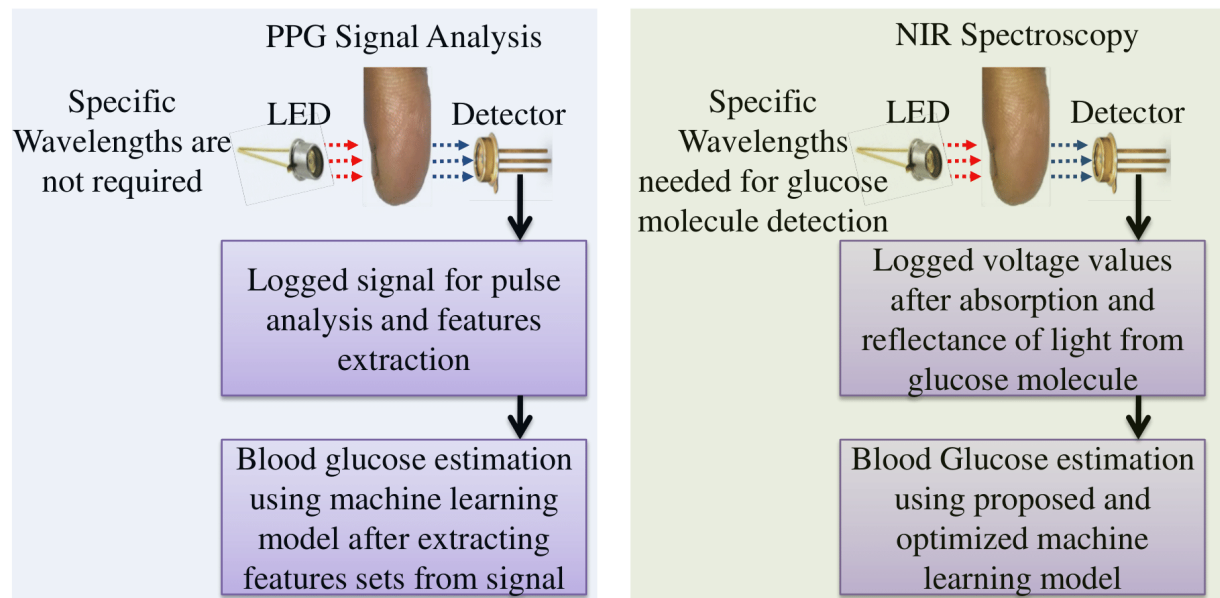 PPG Signal Analysis
Specific
Wavelengths are
not required
LED
Detector
Logged signal for pulse
analysis and features
extraction
Blood glucose estimation
using machine learning
model after extracting
features sets from signal
NIR Spectroscopy
Specific
Wavelengths
needed for glucose
molecule detection
LED
Detector
Logged voltage values
after absorption and
reflectance of light from
glucose molecule
Blood Glucose estimation
using proposed and
optimized machine
learning model